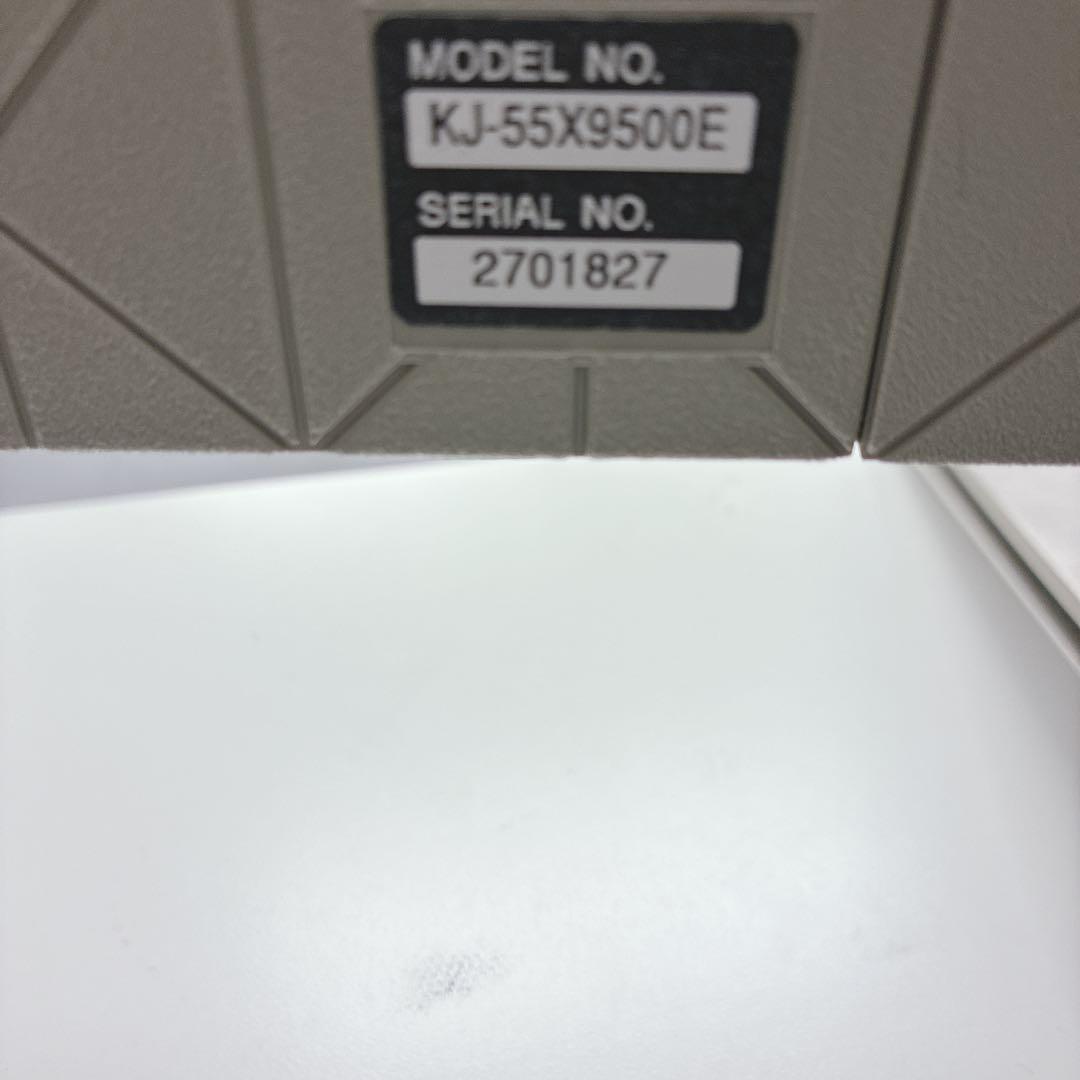 MODEL NO.
KJ-55X9500E
SERIAL NO.
2701827